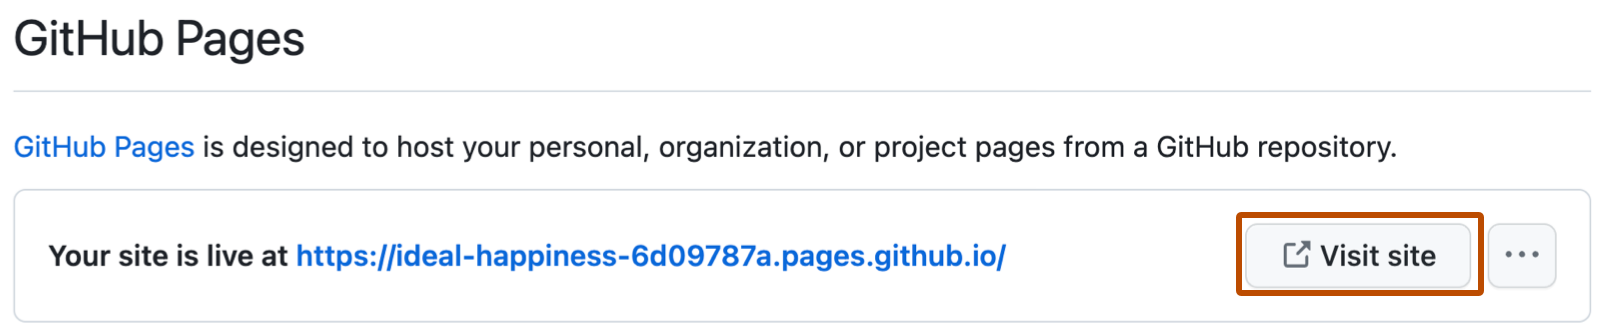 GitHub Pages
GitHub Pages is designed to host your personal, organization, or project pages from a GitHub repository.
Your site is live at https://ideal-happiness-6d09787a.pages.github.io/ Visit site ···